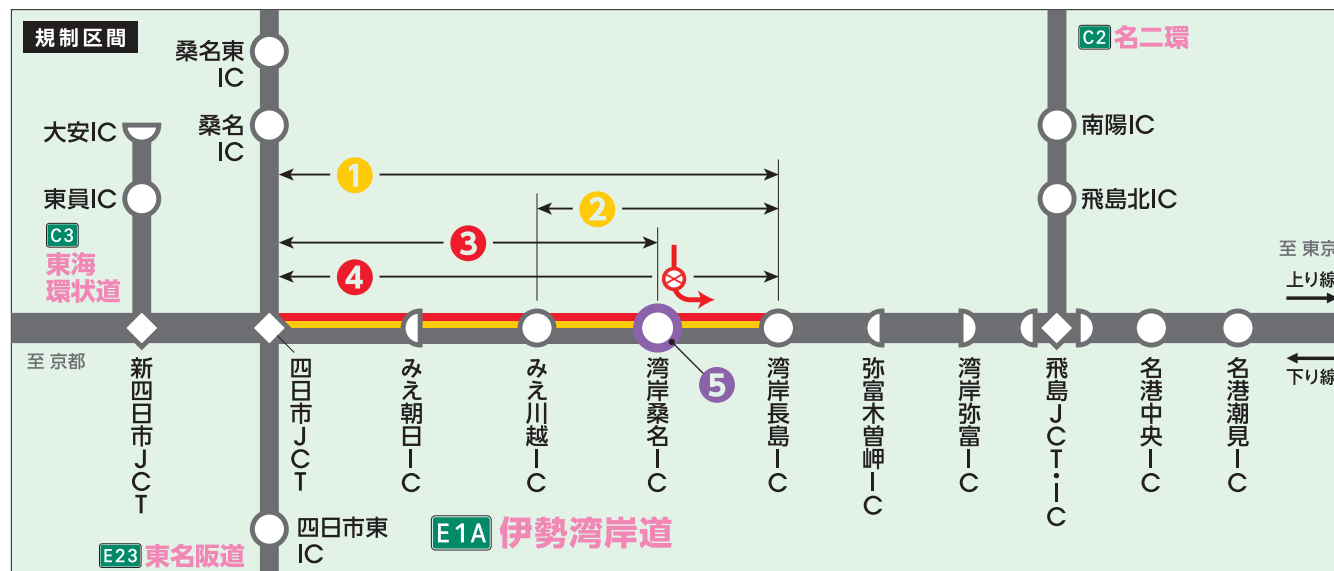 規制区間
桑名東
IC
C2 名二環
大安IC
桑名
IC
南陽IC
①
東員IC
②
飛島北IC
C3
東海
環状道
③
④
至 東京
上り線
至 京都
下り線
新四日市JCT
四日市JCT
みえ朝日IC
みえ川越IC
湾岸桑名IC
⑤
湾岸長島IC
弥富木曽岬IC
湾岸弥富IC
飛島JCT・IC
名港中央IC
名港潮見IC
四日市東
IC
E1A 伊勢湾岸道
E23 東名阪道